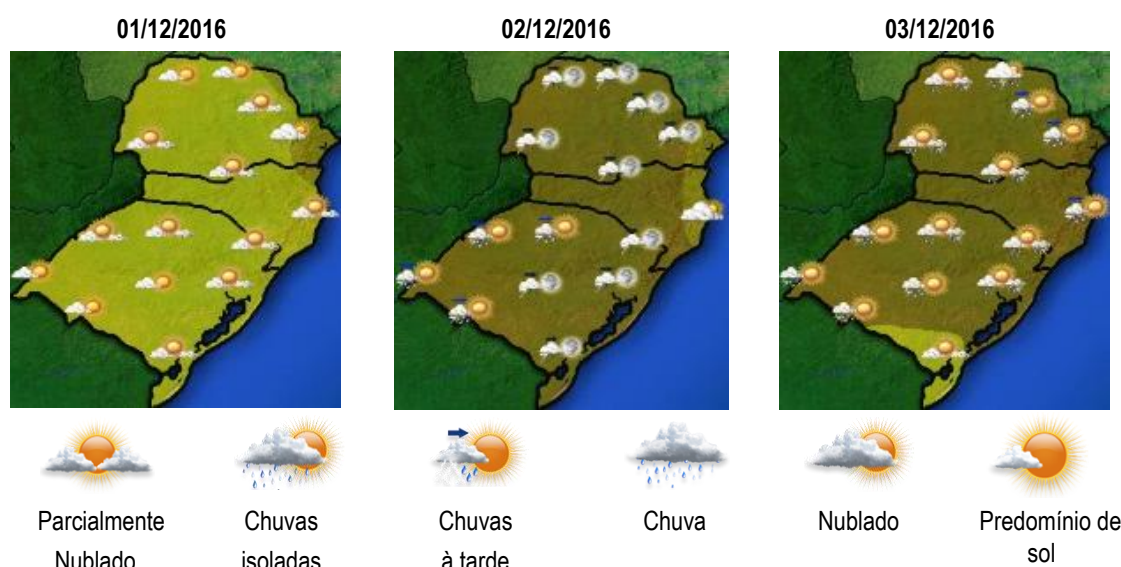 01/12/2016
02/12/2016
03/12/2016
Parcialmente
Nublado
Chuvas
isoladas
Chuvas
à tarde
Chuva
Nublado
Predomínio de
sol